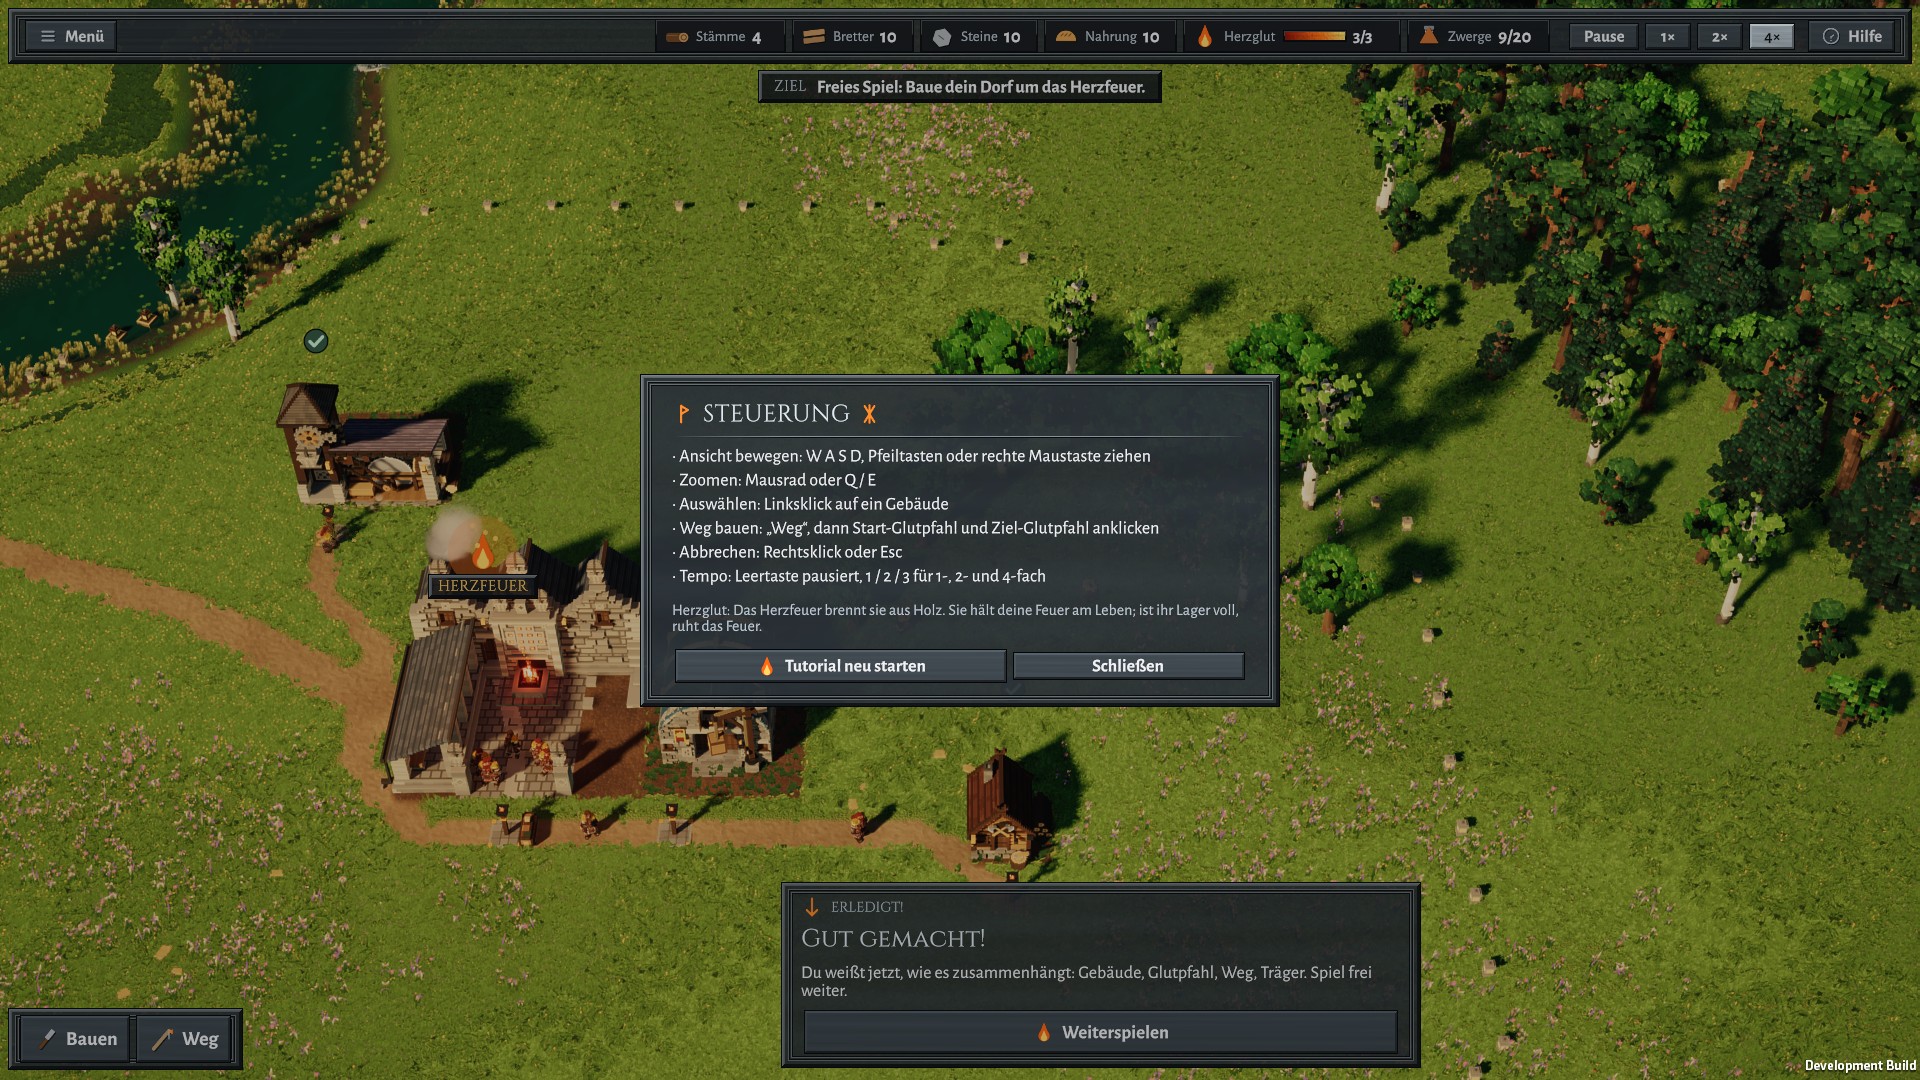 Menü
Stämme 4
Bretter 10
Steine 10
Nahrung 10
Herzglut 3/3
Zwerge 9/20
Pause
1×
2×
4×
Hilfe
ZIEL Freies Spiel: Baue dein Dorf um das Herzfeuer.
STEUERUNG
· Ansicht bewegen: W A S D, Pfeiltasten oder rechte Maustaste ziehen
· Zoomen: Mausrad oder Q / E
· Auswählen: Linksklick auf ein Gebäude
· Weg bauen: „Weg“, dann Start-Glutpfahl und Ziel-Glutpfahl anklicken
· Abbrechen: Rechtsklick oder Esc
· Tempo: Leertaste pausiert, 1 / 2 / 3 für 1-, 2- und 4-fach
Herzglut: Das Herzfeuer brennt sie aus Holz. Sie hält deine Feuer am Leben; ist ihr Lager voll,
ruht das Feuer.
Tutorial neu starten
Schließen
HERZFEUER
ERLEDIGT!
GUT GEMACHT!
Du weißt jetzt, wie es zusammenhängt: Gebäude, Glutpfahl, Weg, Träger. Spiel frei
weiter.
Weiterspielen
Bauen
Weg
Development Build